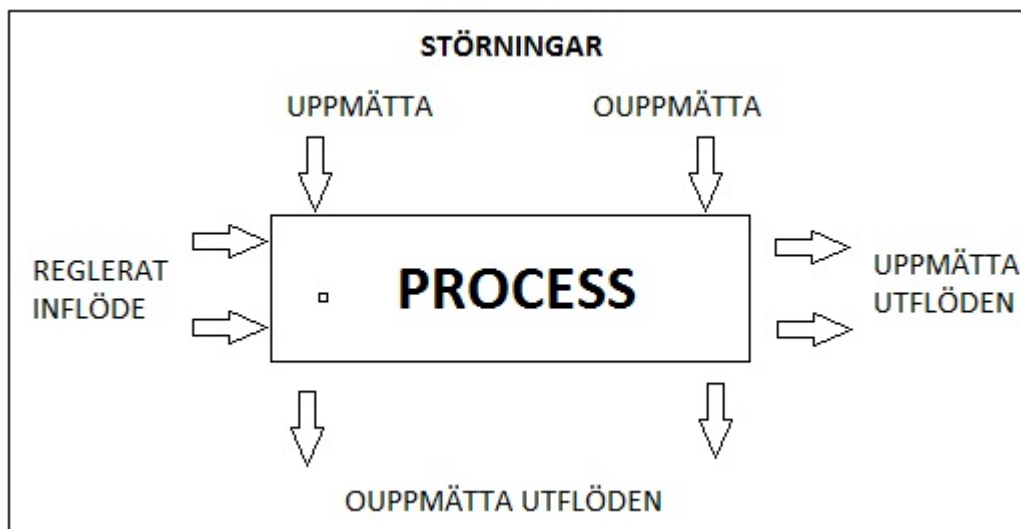 STÖRNINGAR
UPPMÄTTA
OUPPMÄTTA
REGLERAT
INFLÖDE
PROCESS
UPPMÄTTA
UTFLÖDEN
OUPPMÄTTA UTFLÖDEN